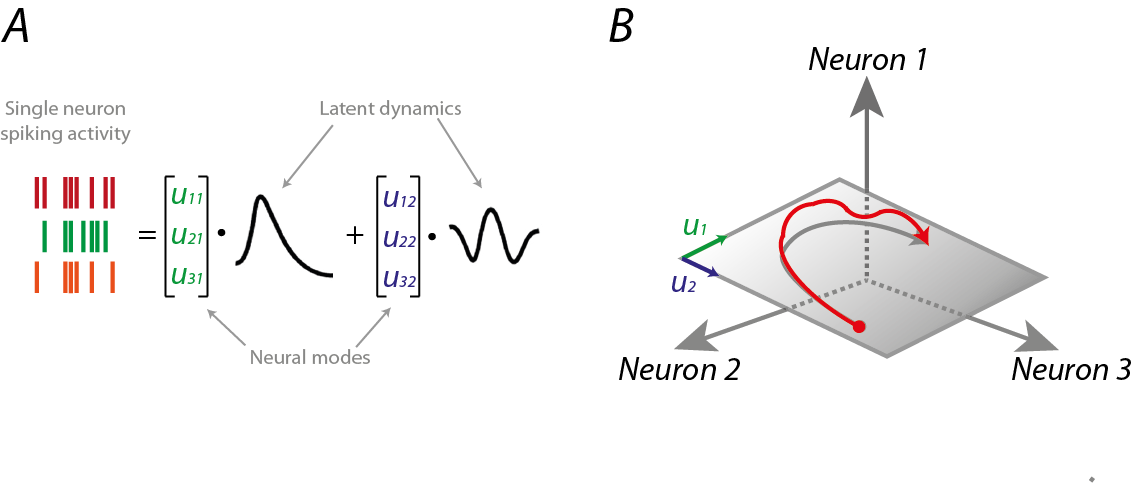 A
Single neuron
spiking activity
Latent dynamics
u11
u21
u31
=
•
+
u12
u22
u32
•
Neural modes
B
Neuron 1
u1
u2
Neuron 2
Neuron 3